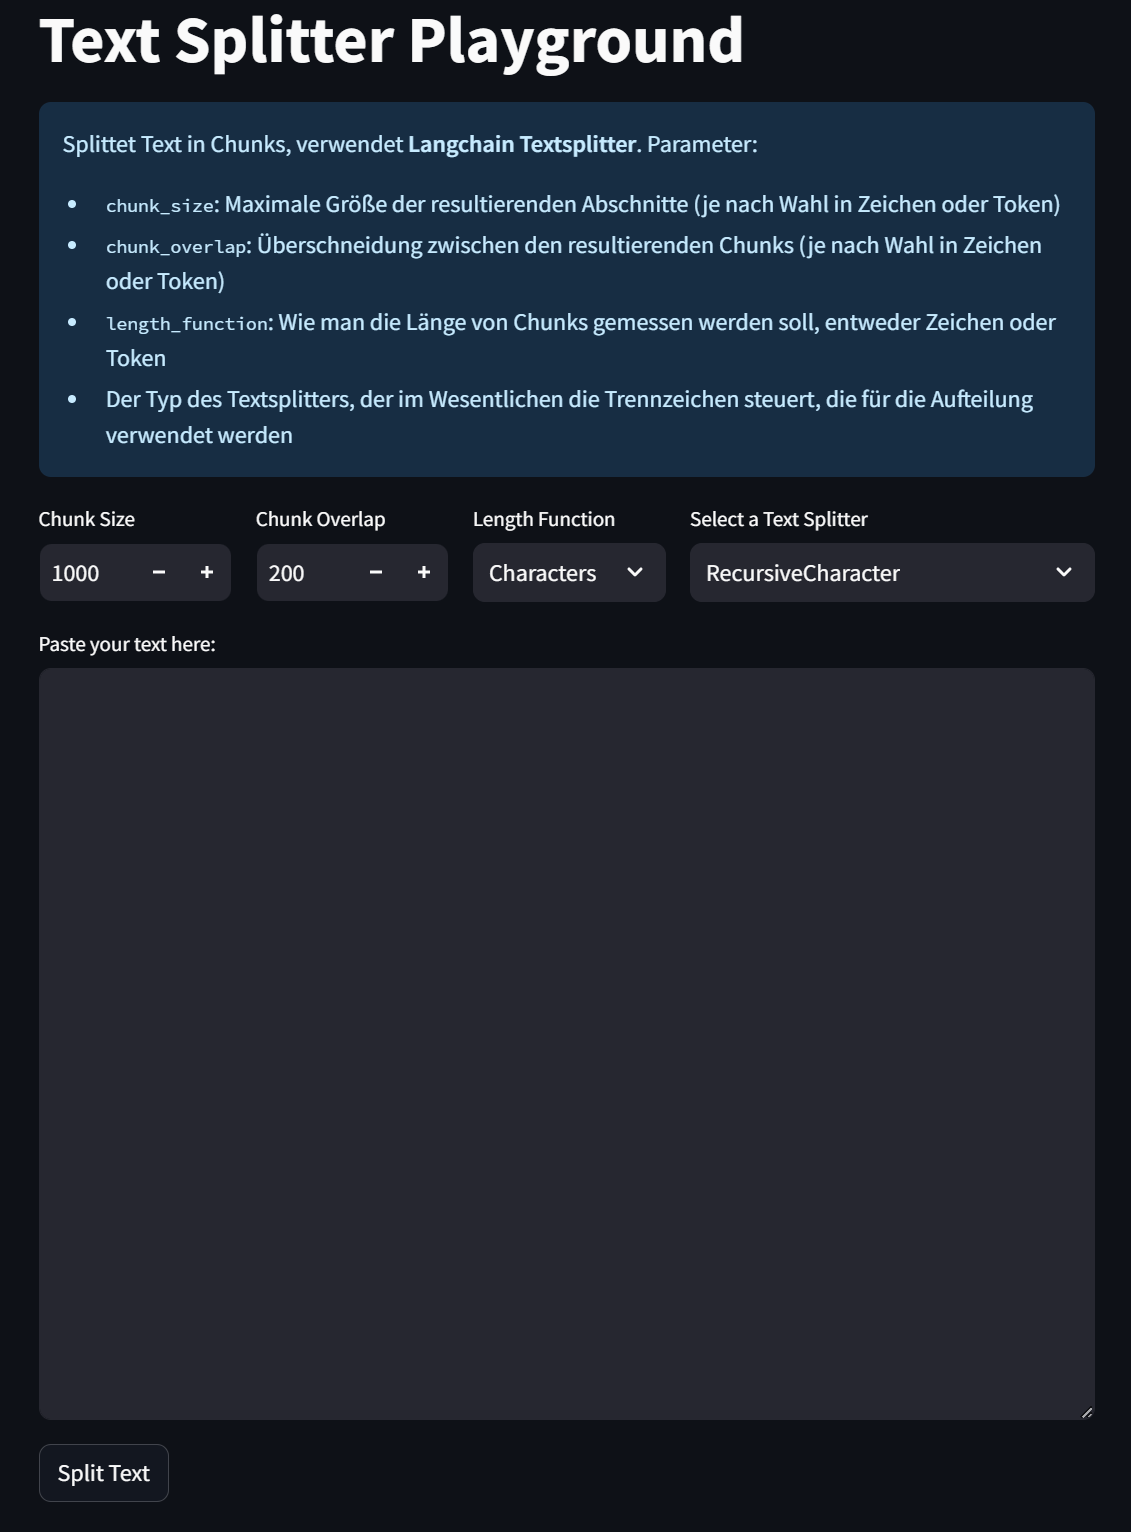 Text Splitter Playground
Splittet Text in Chunks, verwendet Langchain Textsplitter. Parameter:
• chunk_size: Maximale Größe der resultierenden Abschnitte (je nach Wahl in Zeichen oder Token)
• chunk_overlap: Überschneidung zwischen den resultierenden Chunks (je nach Wahl in Zeichen
oder Token)
• length_function: Wie man die Länge von Chunks gemessen werden soll, entweder Zeichen oder
Token
• Der Typ des Textsplitters, der im Wesentlichen die Trennzeichen steuert, die für die Aufteilung
verwendet werden
Chunk Size Chunk Overlap Length Function Select a Text Splitter
1000 − + 200 − + Characters RecursiveCharacter
Paste your text here:
Split Text